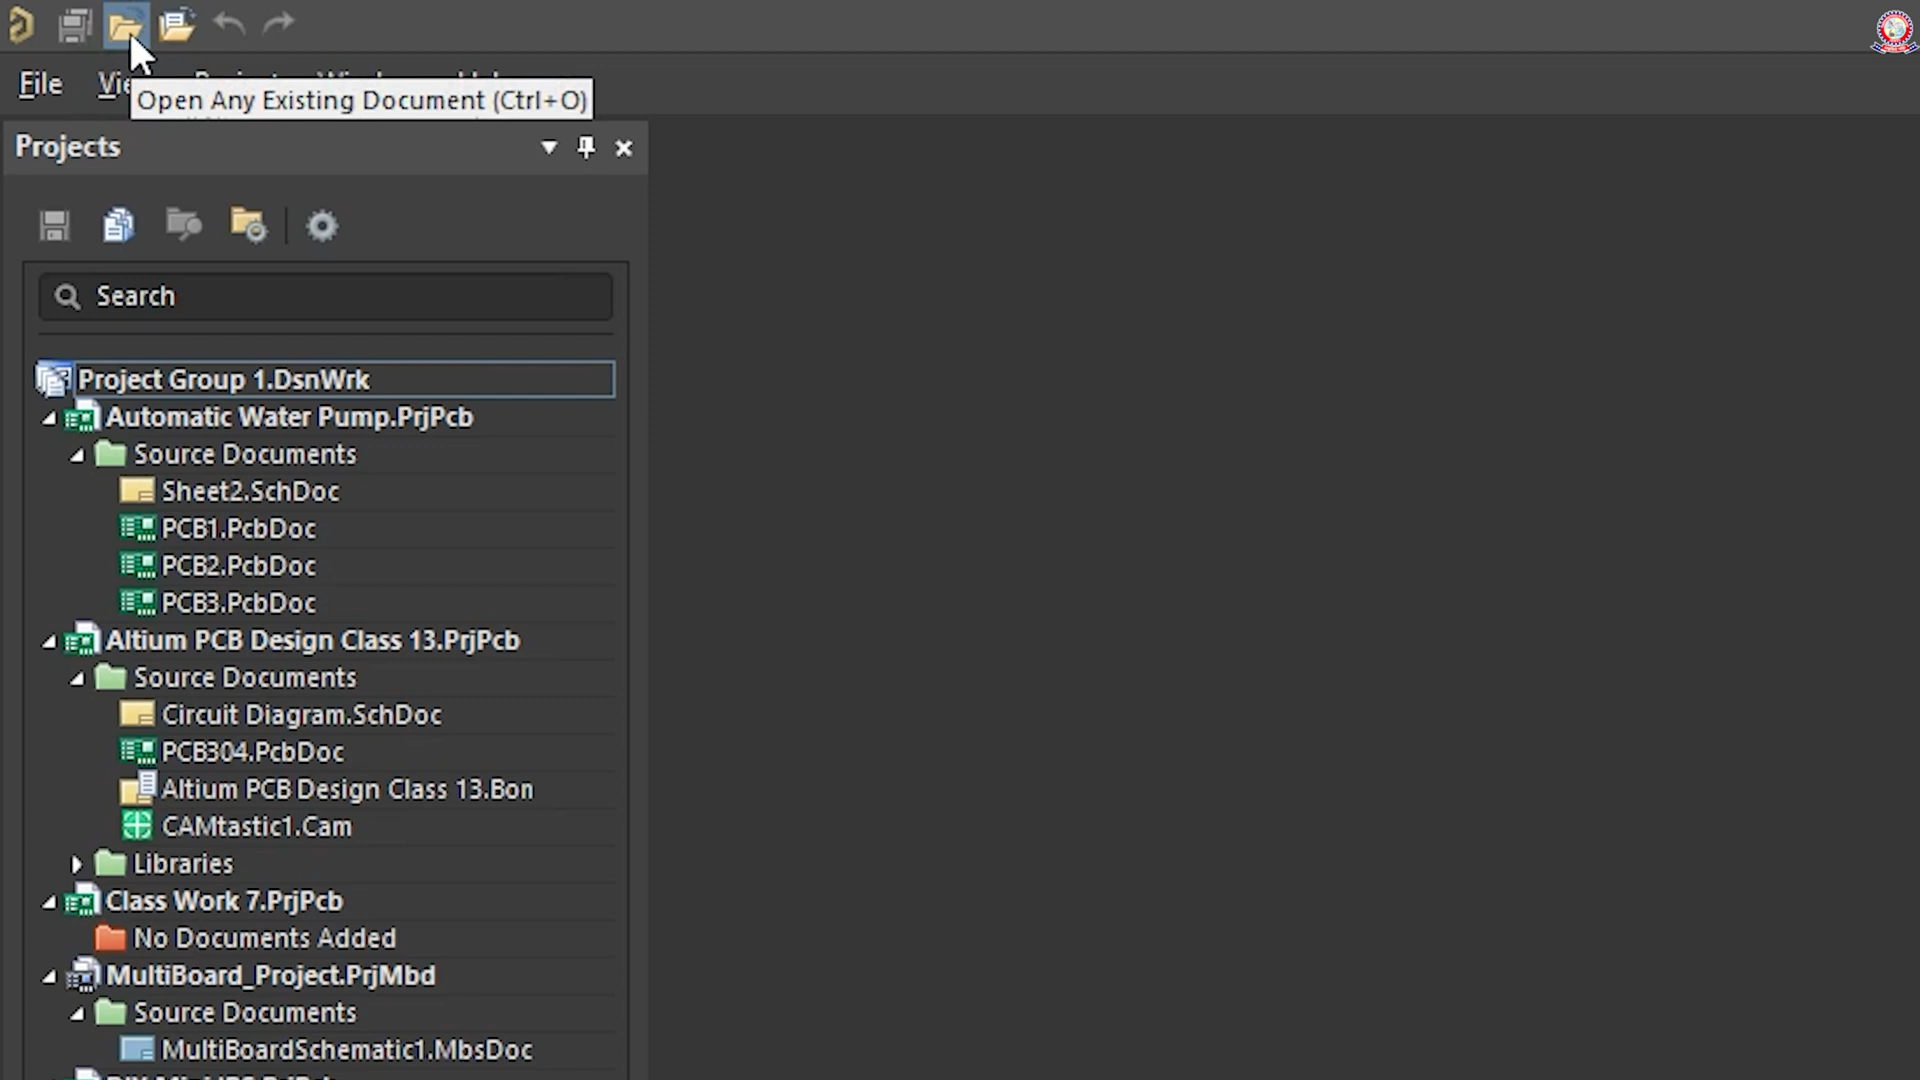 Open Any Existing Document (Ctrl+O)
File
Projects
Search
Project Group 1.DsnWrk
Automatic Water Pump.PrjPcb
Source Documents
Sheet2.SchDoc
PCB1.PcbDoc
PCB2.PcbDoc
PCB3.PcbDoc
Altium PCB Design Class 13.PrjPcb
Source Documents
Circuit Diagram.SchDoc
PCB304.PcbDoc
Altium PCB Design Class 13.Bon
CAMtastic1.Cam
Libraries
Class Work 7.PrjPcb
No Documents Added
MultiBoard_Project.PrjMbd
Source Documents
MultiBoardSchematic1.MbsDoc